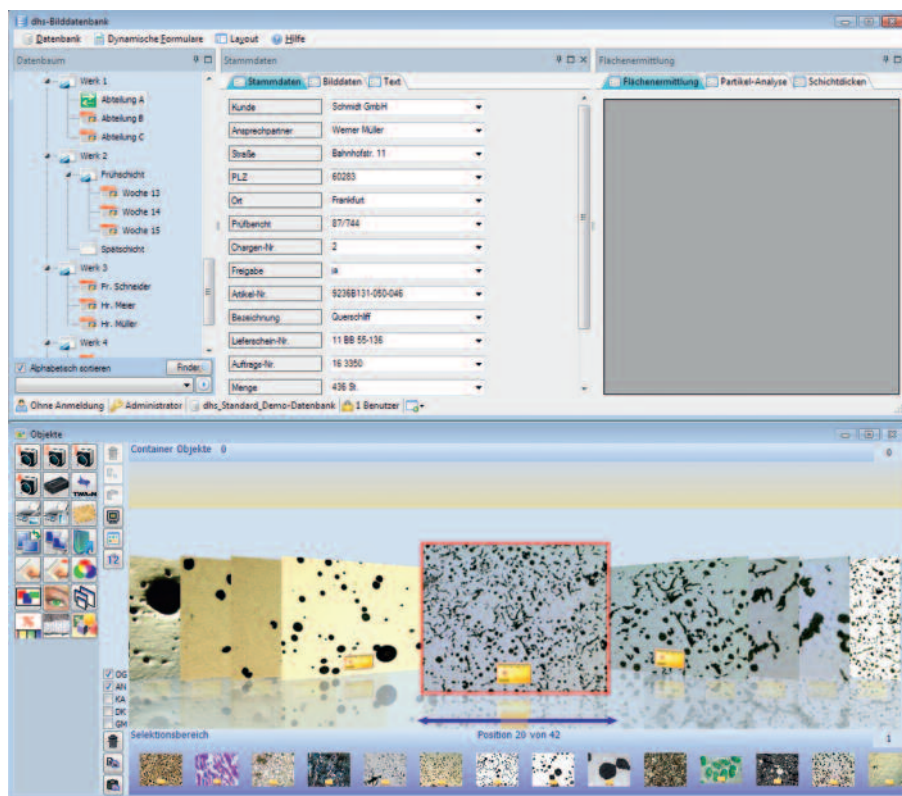 dhs-Bilddatenbank
Datenbank Dynamische Formulare Layout Hilfe
Datenbaum
Werk 1
Abteilung A
Abteilung B
Abteilung C
Werk 2
Frühschicht
Woche 13
Woche 14
Woche 15
Spätschicht
Werk 3
Fr. Schneider
Hr. Meier
Hr. Müller
Werk 4
Alphabetisch sortieren
Finden
Stammdaten
Stammdaten Bilddaten Text
Kunde Schmidt GmbH
Ansprechpartner Werner Müller
Straße Bahnhofstr. 11
PLZ 60283
Ort Frankfurt
Prüfbericht 87/744
Chargen-Nr. 2
Freigabe ja
Artikel-Nr. 6236B131-050-046
Bezeichnung Querschliff
Lieferschein-Nr. 11 BB 55-136
Auftrags-Nr. 16 3350
Menge 436 St.
Flächenermittlung
Flächenermittlung Partikel-Analyse Schichtdicken
Ohne Anmeldung Administrator dhs_Standard_Demo-Datenbank 1 Benutzer
Objekte
Container Objekte 0
0
TWAIN
12
OG
AN
KA
DK
GM
Selektionsbereich Position 20 von 42 1